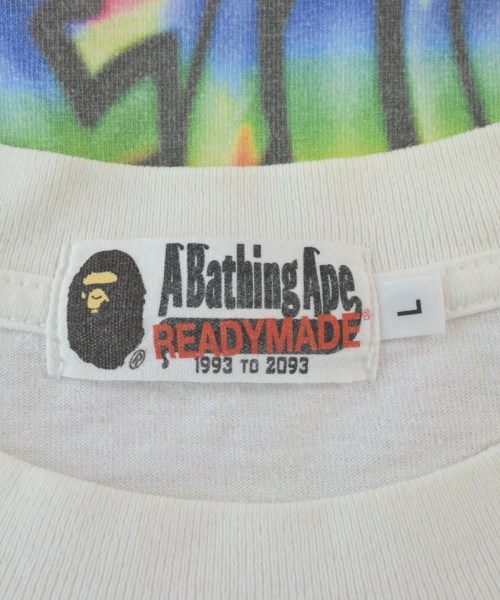 A Bathing Ape
READYMADE®
1993 TO 2093
®
L